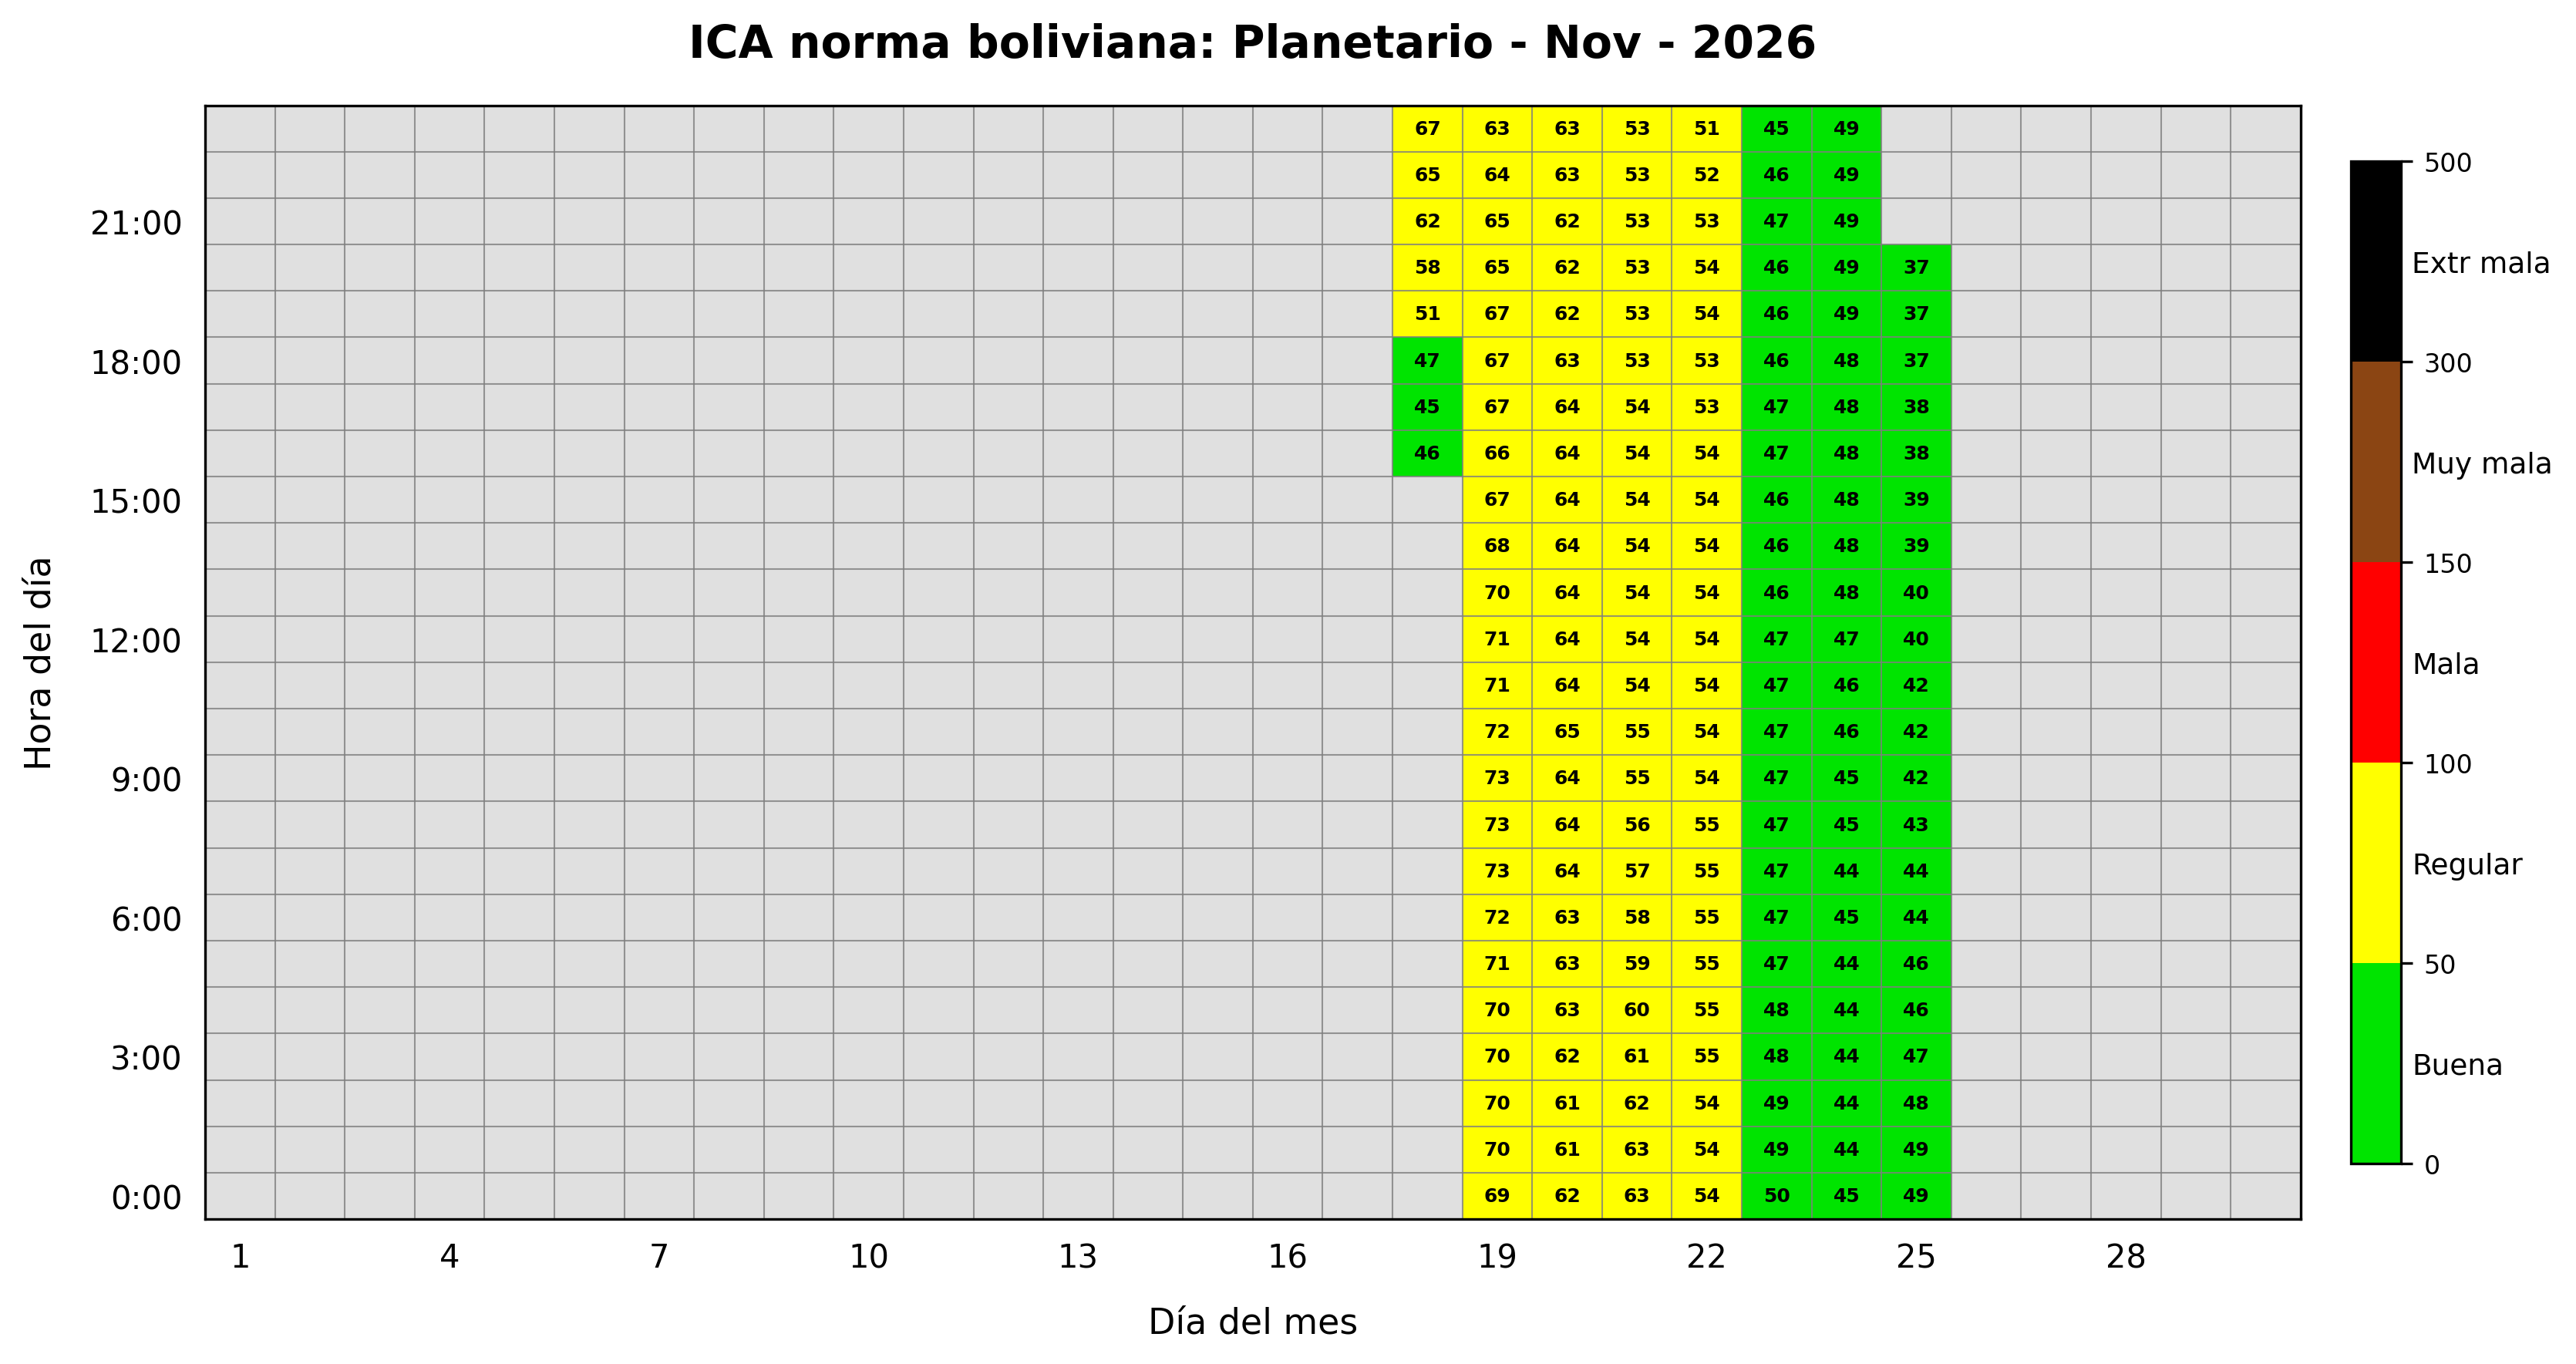 ICA norma boliviana: Planetario - Nov - 2026
67 63 63 53 51 45 49
65 64 63 53 52 46 49
21:00 62 65 62 53 53 47 49
58 65 62 53 54 46 49 37
51 67 62 53 54 46 49 37
18:00 47 67 63 53 53 46 48 37
45 67 64 54 53 47 48 38
46 66 64 54 54 47 48 38
15:00 67 64 54 54 46 48 39
68 64 54 54 46 48 39
70 64 54 54 46 48 40
12:00 71 64 54 54 47 47 40
71 64 54 54 47 46 42
72 65 55 54 47 46 42
9:00 73 64 55 54 47 45 42
73 64 56 55 47 45 43
73 64 57 55 47 44 44
6:00 72 63 58 55 47 45 44
71 63 59 55 47 44 46
70 63 60 55 48 44 46
3:00 70 62 61 55 48 44 47
70 61 62 54 49 44 48
70 61 63 54 49 44 49
0:00 69 62 63 54 50 45 49
1 4 7 10 13 16 19 22 25 28
Día del mes
Hora del día
500
Extr mala
300
Muy mala
150
Mala
100
Regular
50
Buena
0